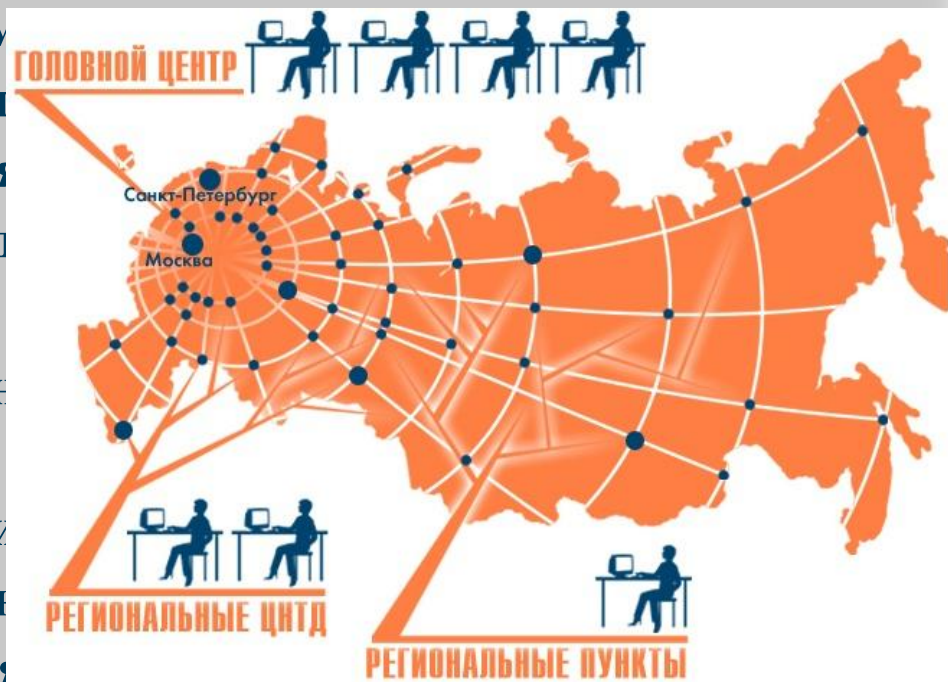 ГОЛОВНОЙ ЦЕНТР
Санкт-Петербург
Москва
РЕГИОНАЛЬНЫЕ ЦНТД
РЕГИОНАЛЬНЫЕ ПУНКТЫ